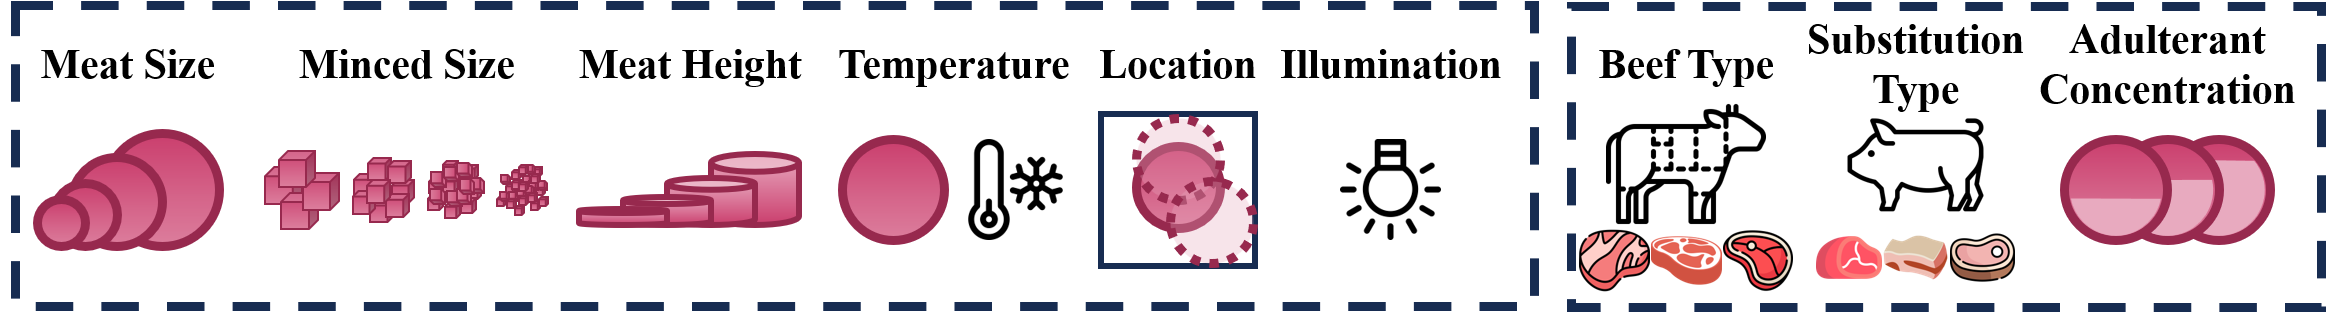 Meat Size
Minced Size
Meat Height
Temperature
Location
Illumination
Beef Type
Substitution
Type
Adulterant
Concentration